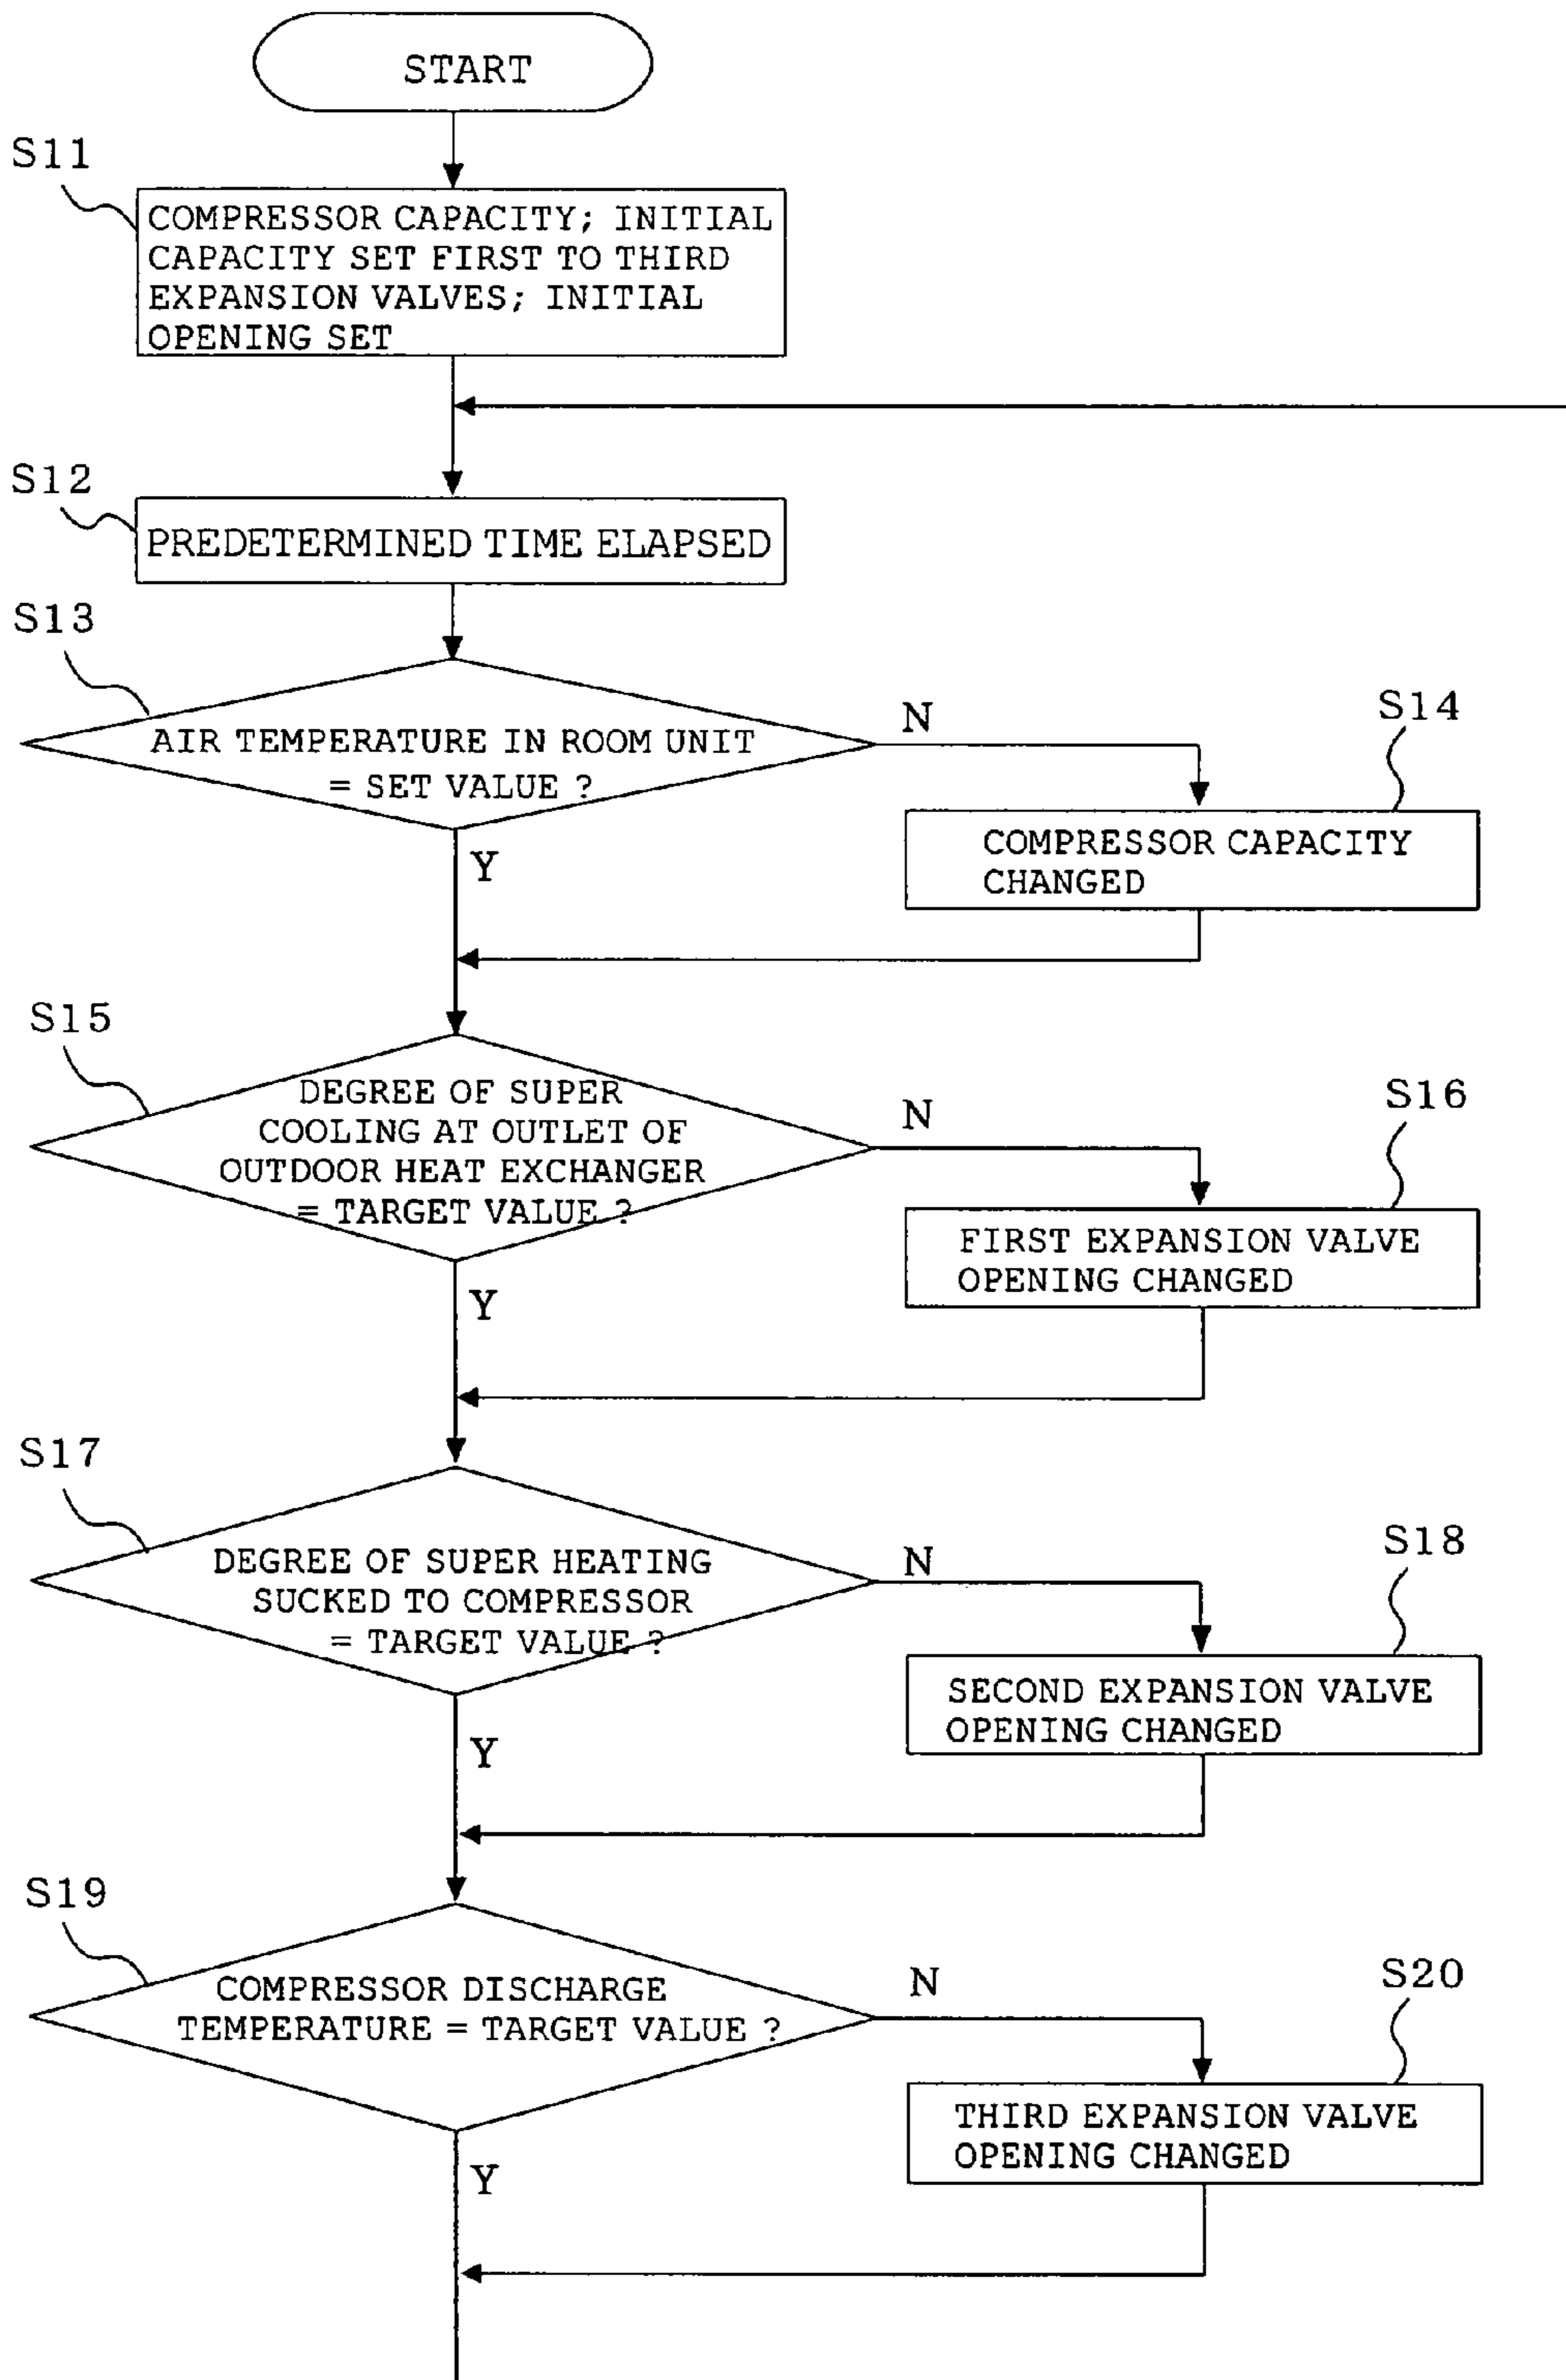 START
S11
COMPRESSOR CAPACITY; INITIAL
CAPACITY SET FIRST TO THIRD
EXPANSION VALVES; INITIAL
OPENING SET
S12
PREDETERMINED TIME ELAPSED
S13
AIR TEMPERATURE IN ROOM UNIT
= SET VALUE ?
N
S14
COMPRESSOR CAPACITY
CHANGED
Y
S15
DEGREE OF SUPER
COOLING AT OUTLET OF
OUTDOOR HEAT EXCHANGER
= TARGET VALUE ?
N
S16
FIRST EXPANSION VALVE
OPENING CHANGED
Y
S17
DEGREE OF SUPER HEATING
SUCKED TO COMPRESSOR
= TARGET VALUE ?
N
S18
SECOND EXPANSION VALVE
OPENING CHANGED
Y
S19
COMPRESSOR DISCHARGE
TEMPERATURE = TARGET VALUE ?
N
S20
THIRD EXPANSION VALVE
OPENING CHANGED
Y